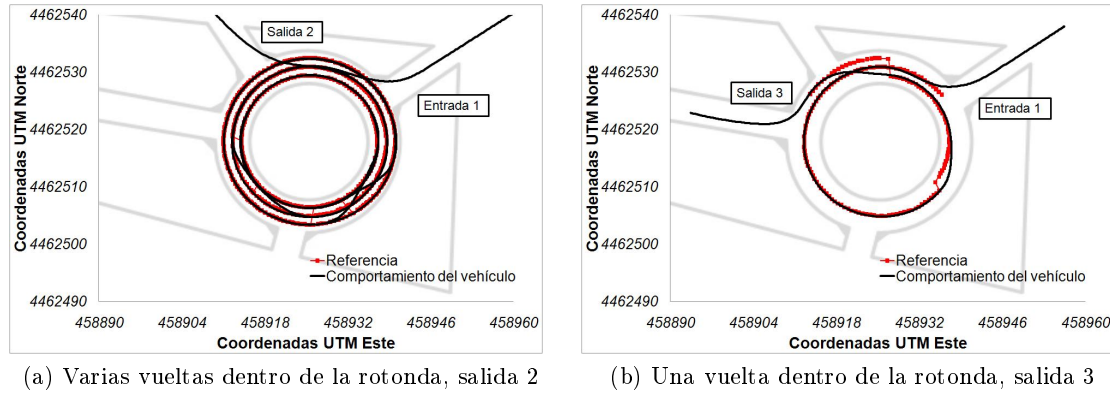 4462540
4462530
4462520
4462510
4462500
4462490
Coordenadas UTM Norte
Salida 2
Entrada 1
Referencia
Comportamiento del vehículo
458890 458904 458918 458932 458946 458960
Coordenadas UTM Este
(a) Varias vueltas dentro de la rotonda, salida 2
4462540
4462530
4462520
4462510
4462500
4462490
Coordenadas UTM Norte
Salida 3
Entrada 1
Referencia
Comportamiento del vehículo
458890 458904 458918 458932 458946 458960
Coordenadas UTM Este
(b) Una vuelta dentro de la rotonda, salida 3